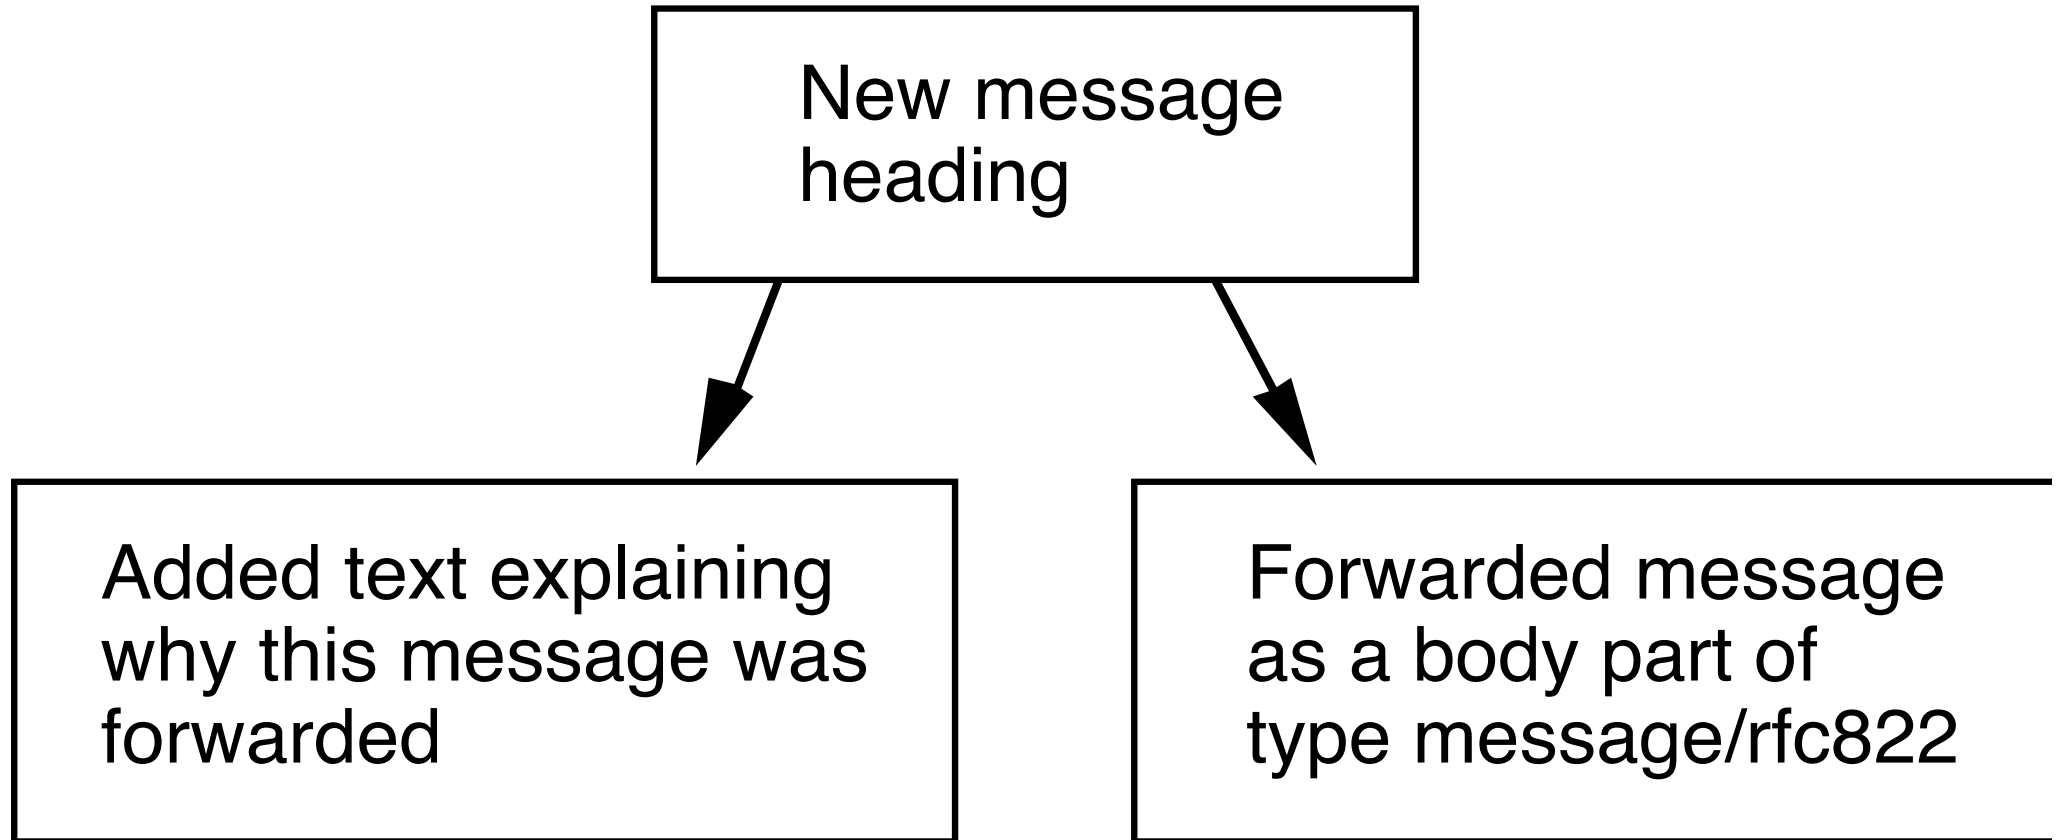 New message
heading
Added text explaining
why this message was
forwarded
Forwarded message
as a body part of
type message/rfc822